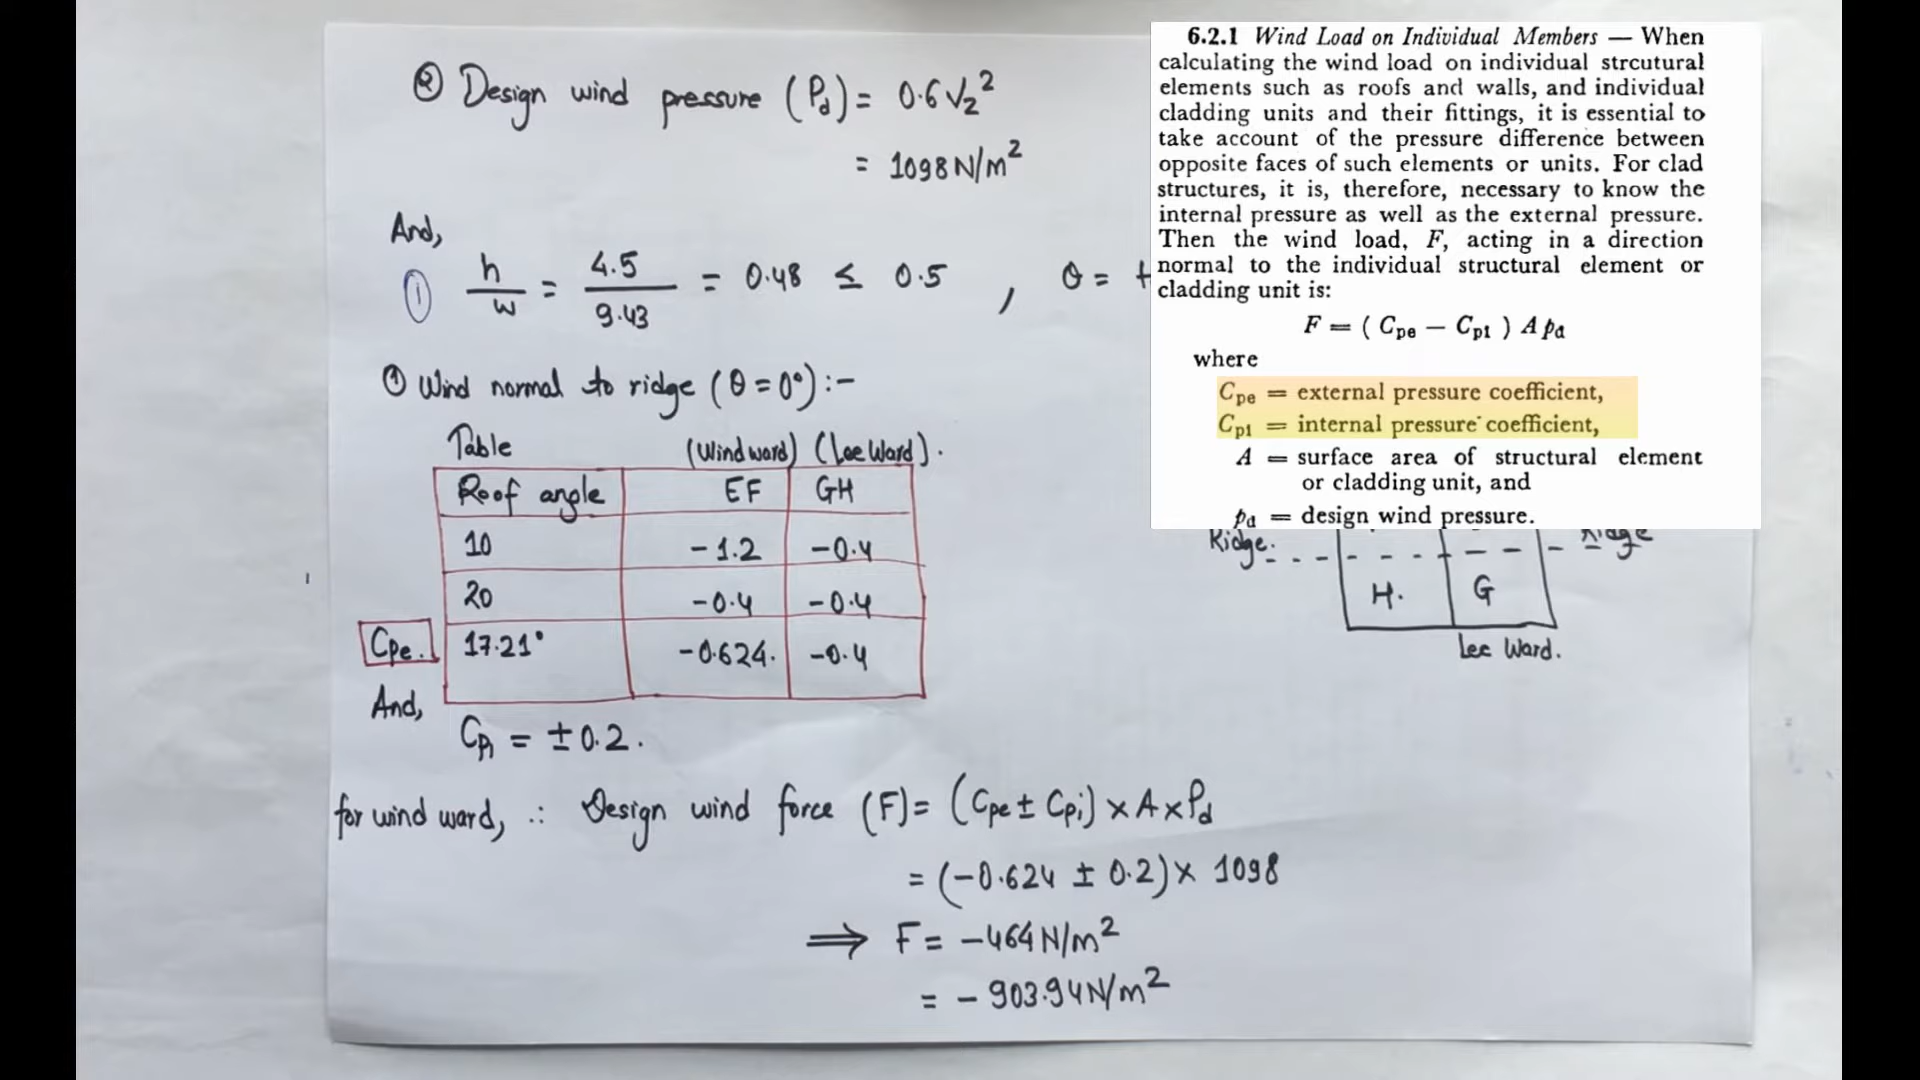 ② Design wind pressure (Pd) = 0.6 Vz²
= 1098 N/m²
And,
① h/w = 4.5/9.43 = 0.48 ≤ 0.5 , θ = t
① Wind normal to ridge (θ = 0°) :-
Table (Windward) (Lee Ward).
Roof angle EF GH
10 -1.2 -0.4
20 -0.4 -0.4
Cpe. 17.21° -0.624. -0.4
And,
Cpi = ±0.2.
for wind ward, ∴ Design wind force (F) = (Cpe ± Cpi) × A × Pd
= (-0.624 ± 0.2) × 1098
⟹ F = -464 N/m²
= -903.94 N/m²
6.2.1 Wind Load on Individual Members — When
calculating the wind load on individual strcutural
elements such as roofs and walls, and individual
cladding units and their fittings, it is essential to
take account of the pressure difference between
opposite faces of such elements or units. For clad
structures, it is, therefore, necessary to know the
internal pressure as well as the external pressure.
Then the wind load, F, acting in a direction
normal to the individual structural element or
cladding unit is:
F = ( Cpe — Cpi ) A pd
where
Cpe = external pressure coefficient,
Cpi = internal pressure coefficient,
A = surface area of structural element
or cladding unit, and
pd = design wind pressure.
Ridge. Ridge
H. G
Lee Ward.